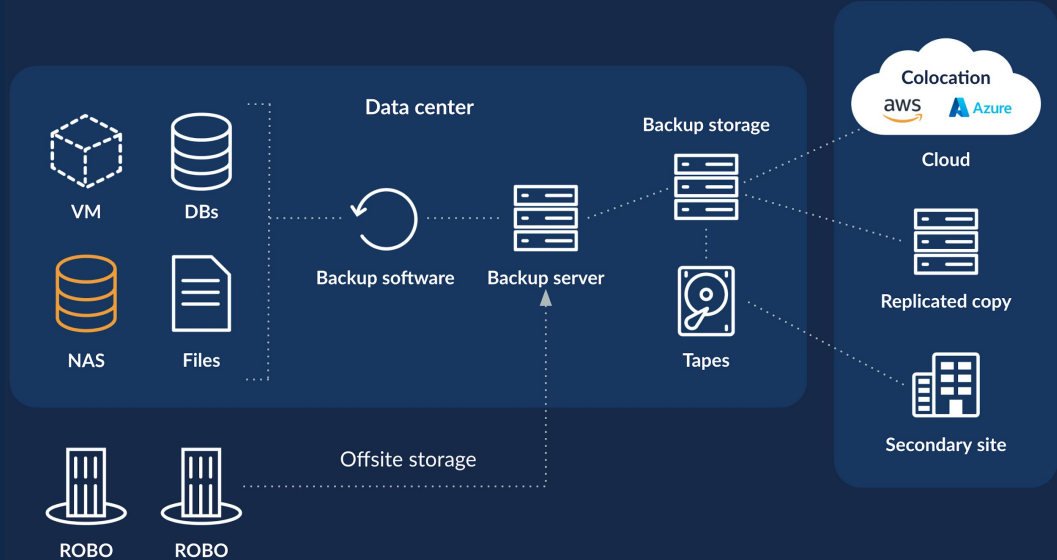 Data center
VM
DBs
NAS
Files
Backup software
Backup server
Backup storage
Tapes
Colocation
aws
Azure
Cloud
Replicated copy
Secondary site
Offsite storage
ROBO
ROBO